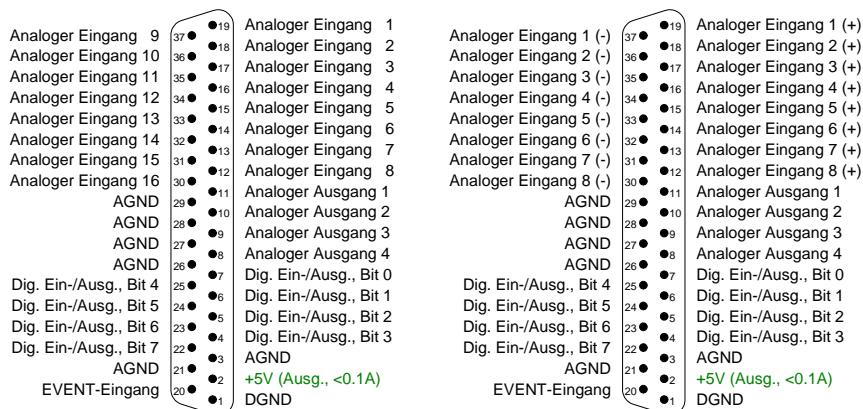 Analoger Eingang 1
Analoger Eingang 9
37
19
Analoger Eingang 2
Analoger Eingang 10
36
18
Analoger Eingang 3
Analoger Eingang 11
35
17
Analoger Eingang 4
Analoger Eingang 12
34
16
Analoger Eingang 5
Analoger Eingang 13
33
15
Analoger Eingang 6
Analoger Eingang 14
32
14
Analoger Eingang 7
Analoger Eingang 15
31
13
Analoger Eingang 8
Analoger Eingang 16
30
12
Analoger Ausgang 1
AGND
29
11
Analoger Ausgang 2
AGND
28
10
Analoger Ausgang 3
AGND
27
9
Analoger Ausgang 4
AGND
26
8
Dig. Ein-/Ausg., Bit 0
Dig. Ein-/Ausg., Bit 4
25
7
Dig. Ein-/Ausg., Bit 1
Dig. Ein-/Ausg., Bit 5
24
6
Dig. Ein-/Ausg., Bit 2
Dig. Ein-/Ausg., Bit 6
23
5
Dig. Ein-/Ausg., Bit 3
Dig. Ein-/Ausg., Bit 7
22
4
AGND
AGND
21
3
+5V (Ausg., <0.1A)
EVENT-Eingang
20
2
DGND
1
Analoger Eingang 1 (+)
Analoger Eingang 1 (-)
37
19
Analoger Eingang 2 (+)
Analoger Eingang 2 (-)
36
18
Analoger Eingang 3 (+)
Analoger Eingang 3 (-)
35
17
Analoger Eingang 4 (+)
Analoger Eingang 4 (-)
34
16
Analoger Eingang 5 (+)
Analoger Eingang 5 (-)
33
15
Analoger Eingang 6 (+)
Analoger Eingang 6 (-)
32
14
Analoger Eingang 7 (+)
Analoger Eingang 7 (-)
31
13
Analoger Eingang 8 (+)
Analoger Eingang 8 (-)
30
12
Analoger Ausgang 1
AGND
29
11
Analoger Ausgang 2
AGND
28
10
Analoger Ausgang 3
AGND
27
9
Analoger Ausgang 4
AGND
26
8
Dig. Ein-/Ausg., Bit 0
Dig. Ein-/Ausg., Bit 4
25
7
Dig. Ein-/Ausg., Bit 1
Dig. Ein-/Ausg., Bit 5
24
6
Dig. Ein-/Ausg., Bit 2
Dig. Ein-/Ausg., Bit 6
23
5
Dig. Ein-/Ausg., Bit 3
Dig. Ein-/Ausg., Bit 7
22
4
AGND
AGND
21
3
+5V (Ausg., <0.1A)
EVENT-Eingang
20
2
DGND
1